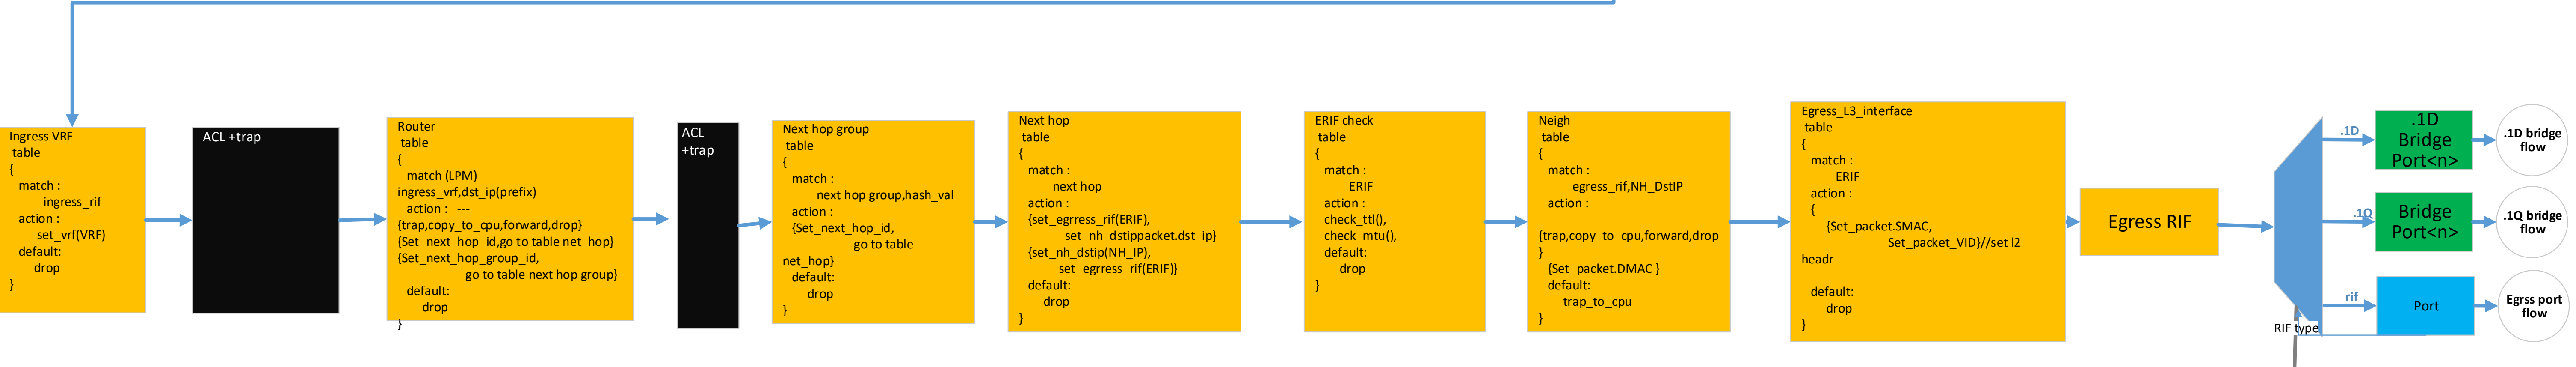 Ingress VRF
table
{
match :
ingress_rif
action :
set_vrf(VRF)
default:
drop
}
ACL +trap
Router
table
{
match (LPM)
ingress_vrf,dst_ip(prefix)
action :   ---
{trap,copy_to_cpu,forward,drop}
{Set_next_hop_id,go to table net_hop}
{Set_next_hop_group_id,
go to table next hop group}
default:
drop
}
ACL
+trap
Next hop group
table
{
match :
next hop group,hash_val
action :
{Set_next_hop_id,
go to table
net_hop}
default:
drop
}
Next hop
table
{
match :
next hop
action :
{set_egrress_rif(ERIF),
set_nh_dstippacket.dst_ip}
{set_nh_dstip(NH_IP),
set_egrress_rif(ERIF)}
default:
drop
}
ERIF check
table
{
match :
ERIF
action :
check_ttl(),
check_mtu(),
default:
drop
}
Neigh
table
{
match :
egress_rif,NH_DstIP
action :
{trap,copy_to_cpu,forward,drop
}
{Set_packet.DMAC }
default:
trap_to_cpu
}
Egress_L3_interface
table
{
match :
ERIF
action :
{
{Set_packet.SMAC,
Set_packet_VID}//set l2
headr
default:
drop
}
Egress RIF
RIF type
.1D
.1D
Bridge
Port<n>
.1D bridge
flow
.1Q
Bridge
Port<n>
.1Q bridge
flow
rif
Port
Egrss port
flow